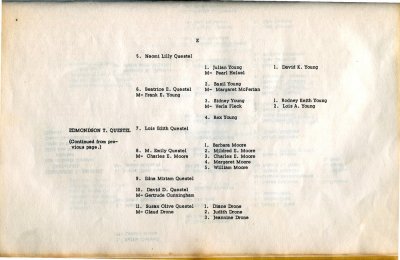 X
5. Naomi Lilly Questel
1. Julian Young 1. David K. Young
M- Pearl Heisel
2. Basil Young
6. Beatrice E. Questel M- Margaret McFerian
M- Frank E. Young
3. Sidney Young 1. Rodney Keith Young
M- Verla Fleck 2. Lois A. Young
4. Rex Young
EDMONDSON T. QUESTEL 7. Lois Edith Questel
(Continued from pre-
vious page.) 1. Barbara Moore
8. M. Emily Questel 2. Mildred E. Moore
M- Charles D. Moore 3. Charles E. Moore
4. Margaret Moore
5. William Moore
9. Edna Miriam Questel
10. David D. Questel
M- Gertrude Cunningham
11. Susan Olive Questel 1. Diane Drone
M- Claud Drone 2. Judith Drone
3. Jeannine Drone